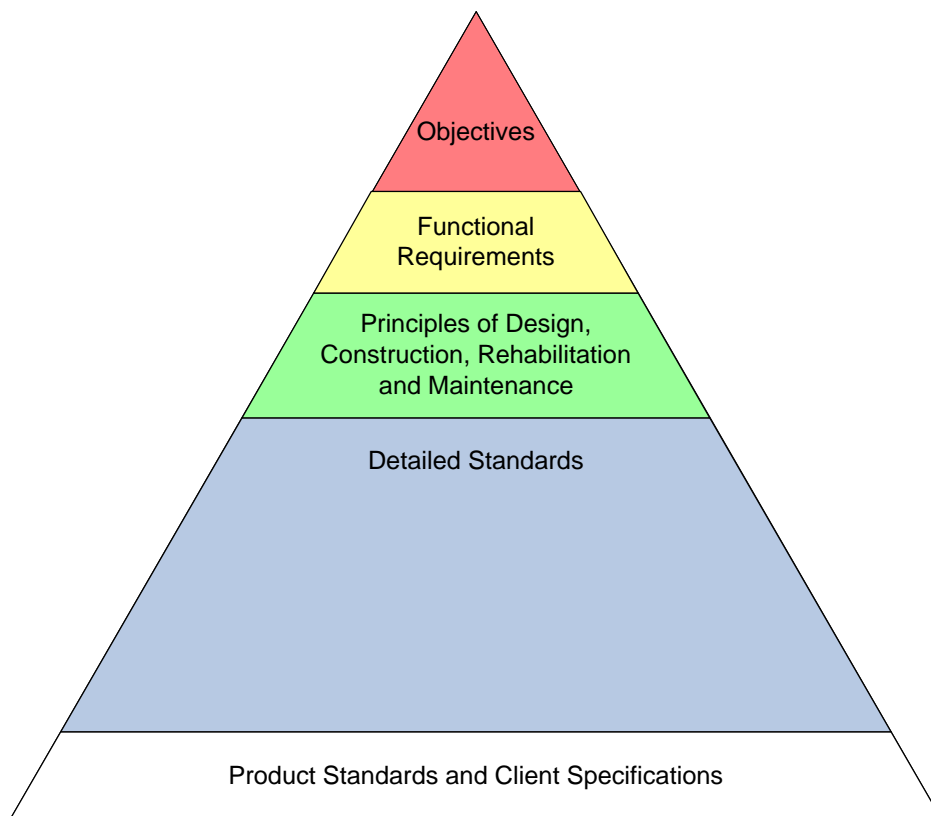 Objectives
Functional
Requirements
Principles of Design,
Construction, Rehabilitation
and Maintenance
Detailed Standards
Product Standards and Client Specifications